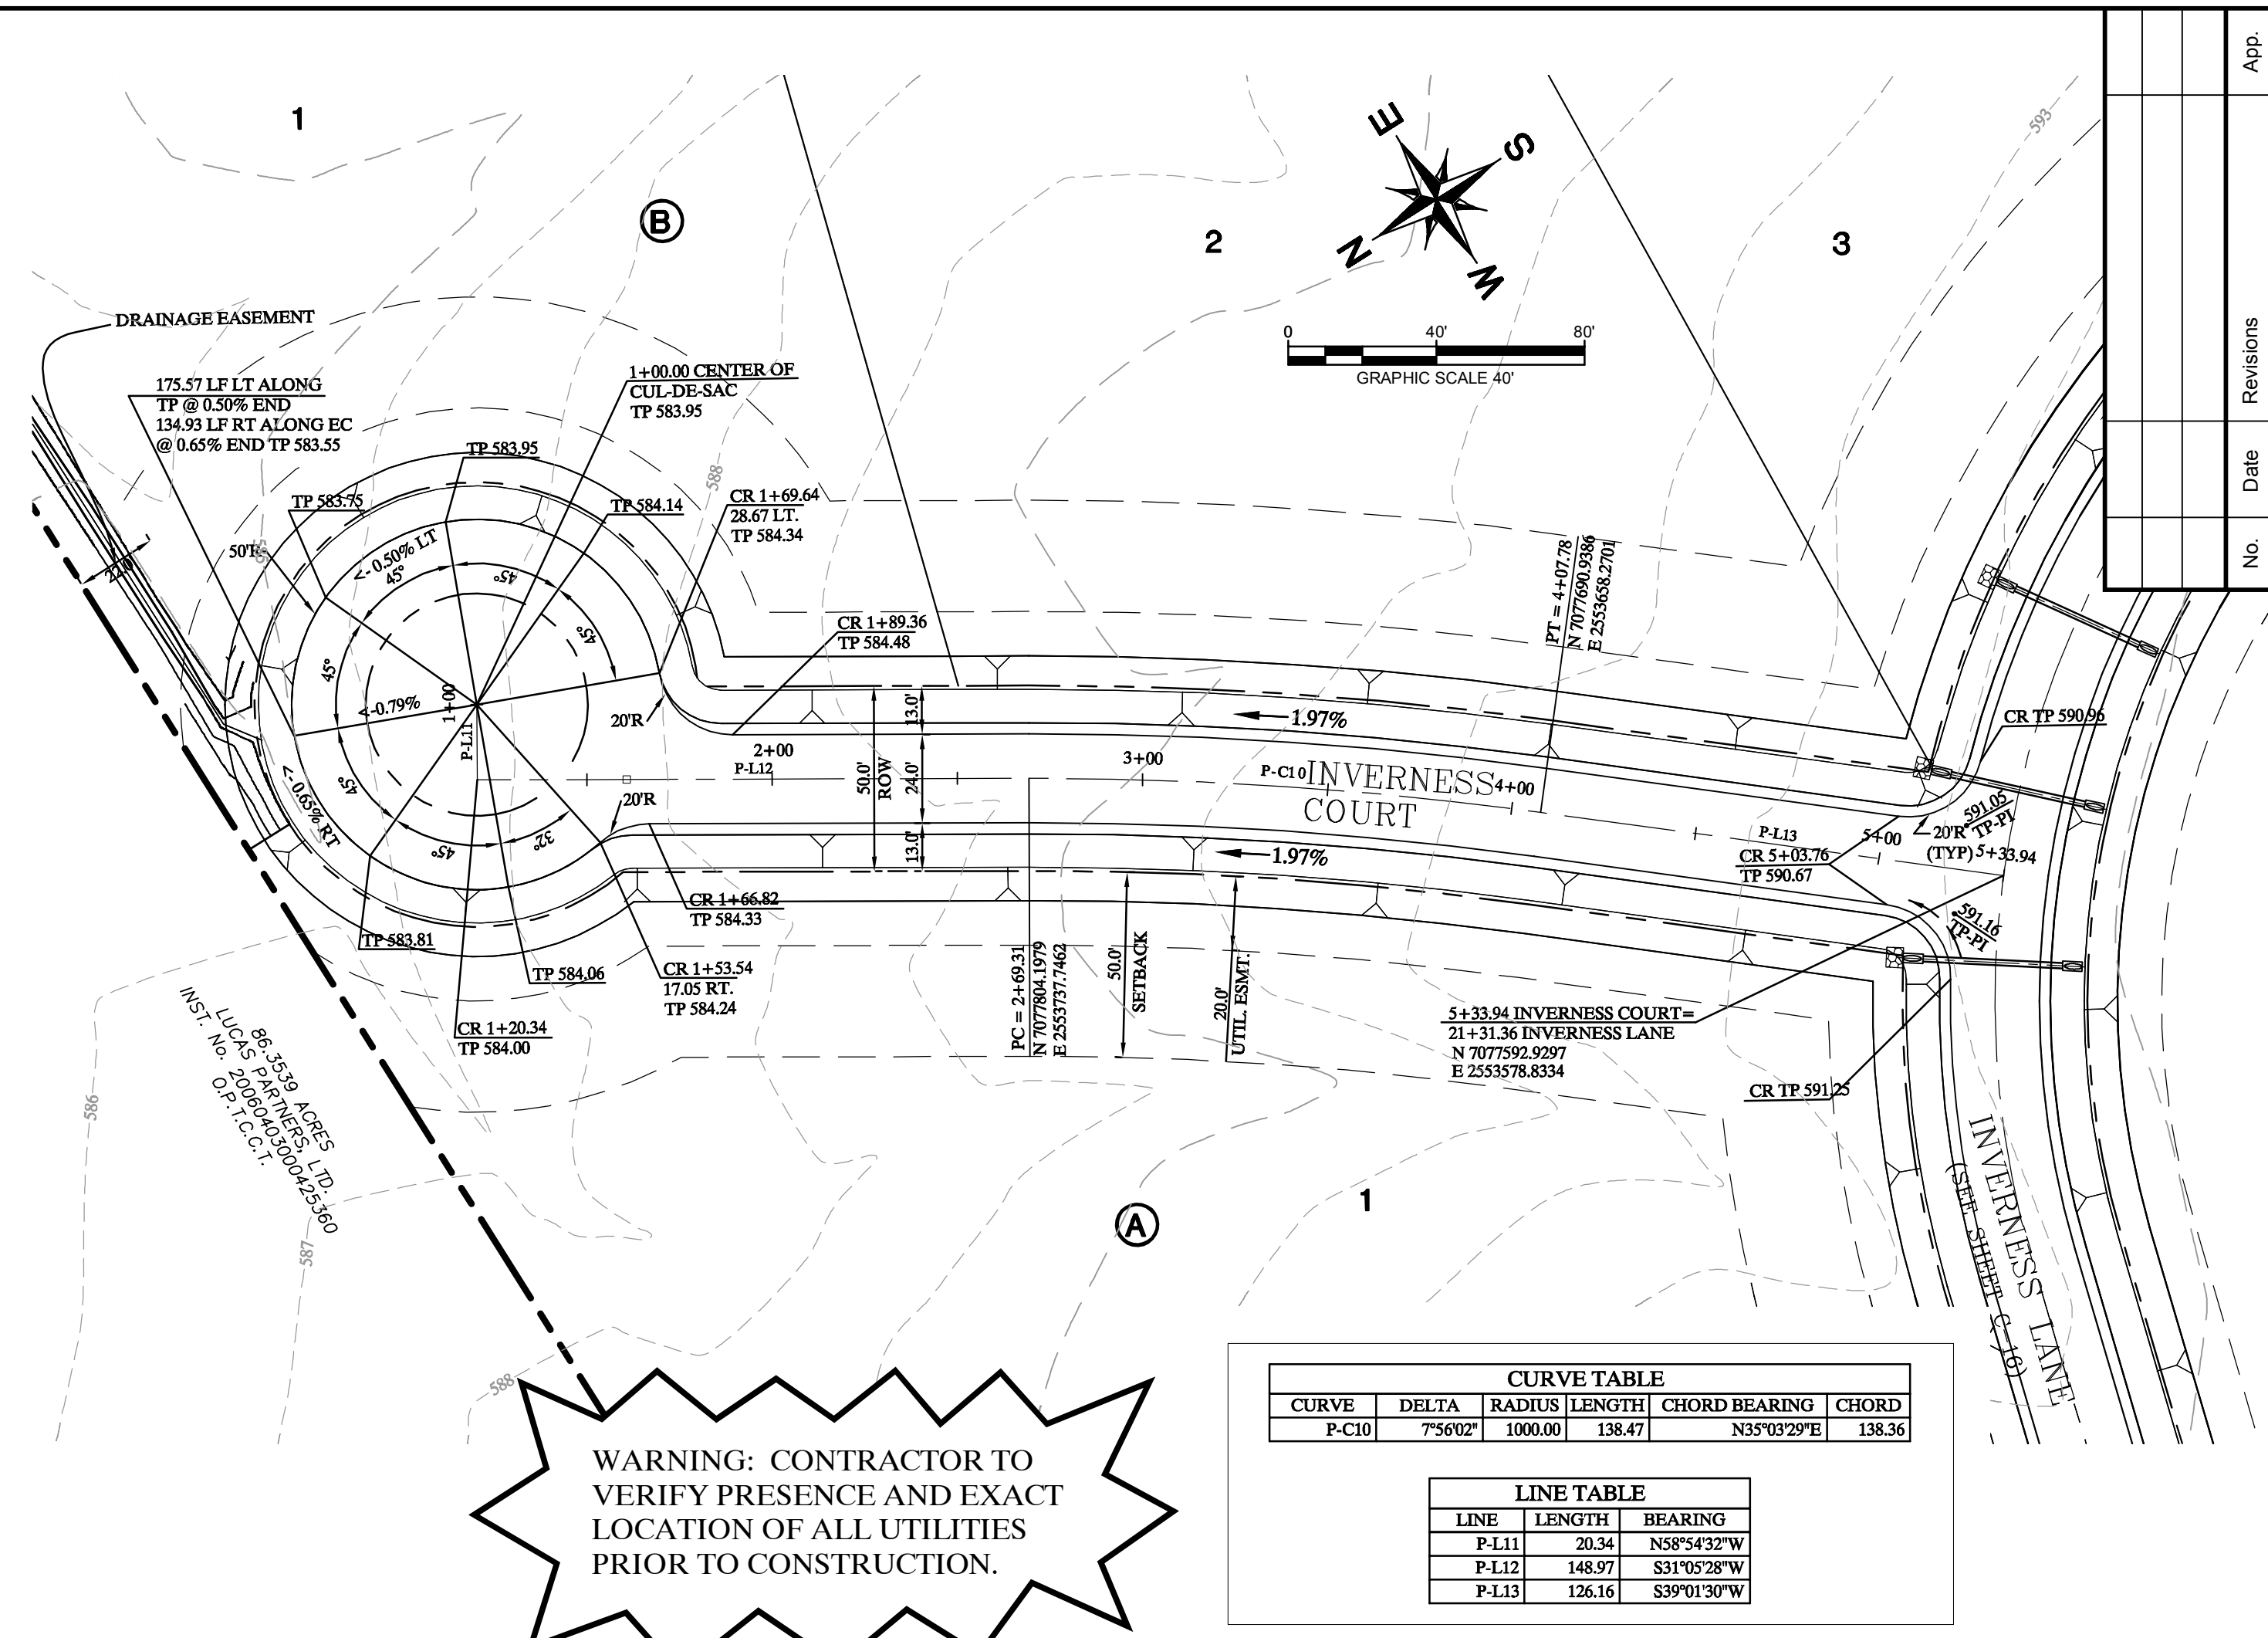 App.
Revisions
Date
No.
593
1
B
2
3
E
S
N
W
0
40'
80'
GRAPHIC SCALE 40'
DRAINAGE EASEMENT
175.57 LF LT ALONG
TP @ 0.50% END
134.93 LF RT ALONG EC
@ 0.65% END TP 583.55
1+00.00 CENTER OF
CUL-DE-SAC
TP 583.95
TP 583.95
TP 583.75
TP 584.14
588
CR 1+69.64
28.67 LT.
TP 584.34
50'R
22.0'
<-0.50% LT
45°
45°
45°
45°
45°
45°
32°
<-0.79%
<-0.65% RT
1+00
P-L11
CR 1+89.36
TP 584.48
20'R
20'R
2+00
P-L12
50.0'
ROW
13.0'
24.0'
13.0'
3+00
1.97%
1.97%
P-C10
INVERNESS
COURT
4+00
PT = 4+07.78
N 7077690.9386
E 2553658.2701
CR TP 590.96
591.05
TP-PI
20'R
(TYP)
5+33.94
P-L13
5+00
CR 5+03.76
TP 590.67
591.16
TP-PI
CR 1+66.82
TP 584.33
CR 1+53.54
17.05 RT.
TP 584.24
TP 583.81
TP 584.06
CR 1+20.34
TP 584.00
PC = 2+69.31
N 7077804.1979
E 2553737.7462
50.0'
SETBACK
20.0'
UTIL. ESMT.
5+33.94 INVERNESS COURT=
21+31.36 INVERNESS LANE
N 7077592.9297
E 2553578.8334
CR TP 591.25
86.3539 ACRES
LUCAS PARTNERS, LTD.
INST. No. 20060403000425360
O.P.T.C.C.T.
586
587
588
A
1
INVERNESS LANE
(SEE SHEET C-16)
WARNING: CONTRACTOR TO
VERIFY PRESENCE AND EXACT
LOCATION OF ALL UTILITIES
PRIOR TO CONSTRUCTION.
CURVE TABLE
CURVE DELTA RADIUS LENGTH CHORD BEARING CHORD
P-C10 7°56'02" 1000.00 138.47 N35°03'29"E 138.36
LINE TABLE
LINE LENGTH BEARING
P-L11 20.34 N58°54'32"W
P-L12 148.97 S31°05'28"W
P-L13 126.16 S39°01'30"W